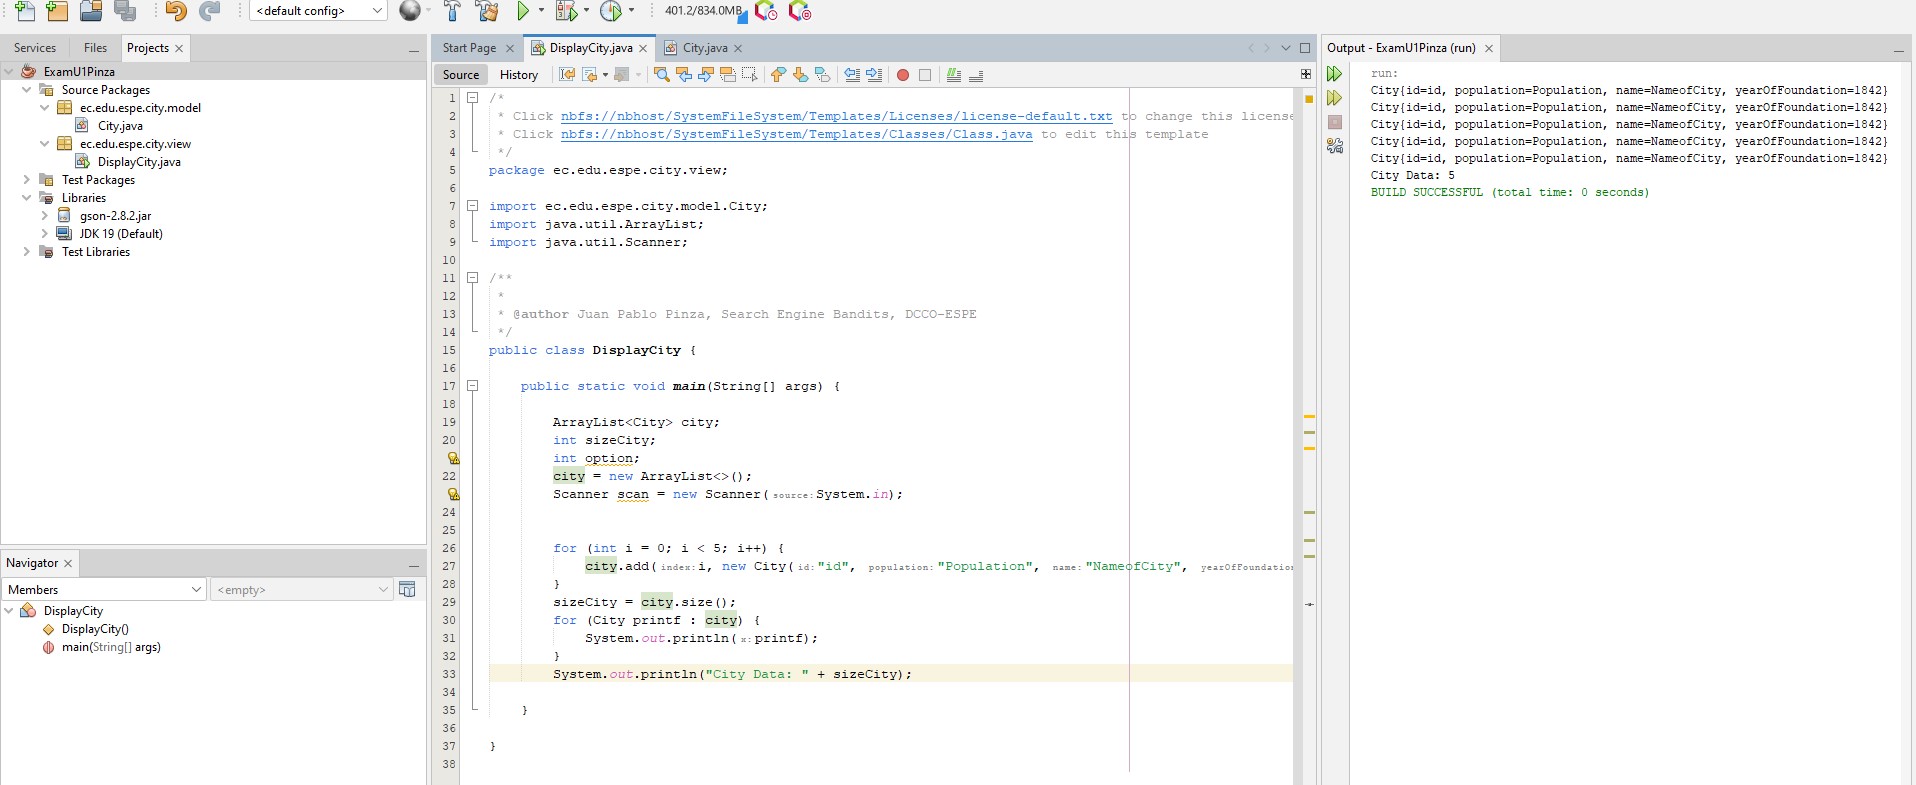 <default config>
401.2/834.0MB
Services Files Projects
ExamU1Pinza
Source Packages
ec.edu.espe.city.model
City.java
ec.edu.espe.city.view
DisplayCity.java
Test Packages
Libraries
gson-2.8.2.jar
JDK 19 (Default)
Test Libraries
Navigator
Members <empty>
DisplayCity
DisplayCity()
main(String[] args)
Start Page DisplayCity.java City.java
Source History
1 /*
2 * Click nbfs://nbhost/SystemFileSystem/Templates/Licenses/license-default.txt to change this license
3 * Click nbfs://nbhost/SystemFileSystem/Templates/Classes/Class.java to edit this template
4 */
5 package ec.edu.espe.city.view;
6
7 import ec.edu.espe.city.model.City;
8 import java.util.ArrayList;
9 import java.util.Scanner;
10
11 /**
12 *
13 * @author Juan Pablo Pinza, Search Engine Bandits, DCCO-ESPE
14 */
15 public class DisplayCity {
16
17 public static void main(String[] args) {
18
19 ArrayList<City> city;
20 int sizeCity;
int option;
22 city = new ArrayList<>();
Scanner scan = new Scanner(source:System.in);
24
25
26 for (int i = 0; i < 5; i++) {
27 city.add(index:i, new City(id:"id", population:"Population", name:"NameofCity", yearOfFoundation
28 }
29 sizeCity = city.size();
30 for (City printf : city) {
31 System.out.println(x:printf);
32 }
33 System.out.println("City Data: " + sizeCity);
34
35 }
36
37 }
38
Output - ExamU1Pinza (run)
run:
City{id=id, population=Population, name=NameofCity, yearOfFoundation=1842}
City{id=id, population=Population, name=NameofCity, yearOfFoundation=1842}
City{id=id, population=Population, name=NameofCity, yearOfFoundation=1842}
City{id=id, population=Population, name=NameofCity, yearOfFoundation=1842}
City{id=id, population=Population, name=NameofCity, yearOfFoundation=1842}
City Data: 5
BUILD SUCCESSFUL (total time: 0 seconds)